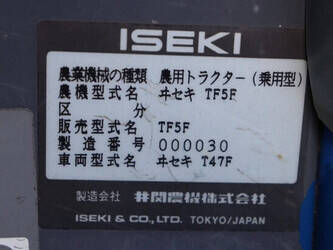 ISEKI
農業機械の種類 農用トラクター(乗用型)
農機型式名 ヰセキ TF5F
区分
販売型式名 TF5F
製造番号 000030
車両型式名 ヰセキ T47F
製造会社 井関農機株式会社
ISEKI & CO., LTD. TOKYO/JAPAN